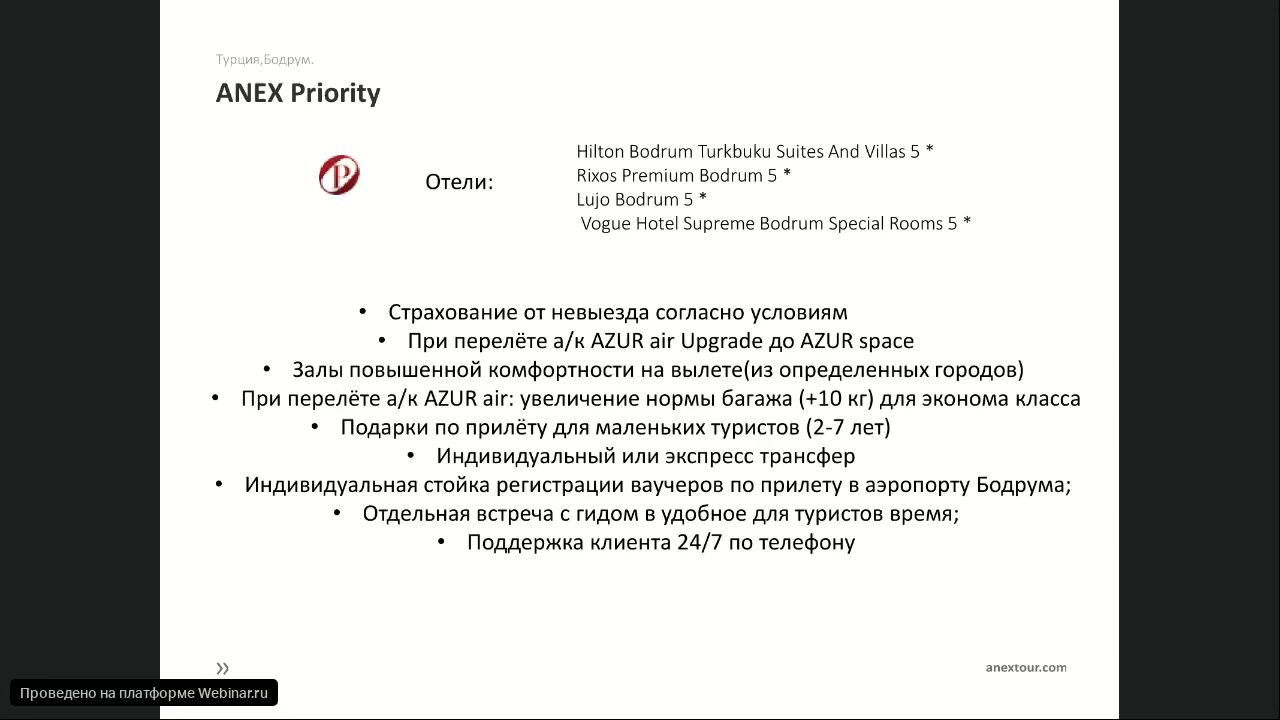 Турция,Бодрум.
ANEX Priority
P
Отели:
Hilton Bodrum Turkbuku Suites And Villas 5 *
Rixos Premium Bodrum 5 *
Lujo Bodrum 5 *
Vogue Hotel Supreme Bodrum Special Rooms 5 *
• Страхование от невыезда согласно условиям
• При перелёте а/к AZUR air Upgrade до AZUR space
• Залы повышенной комфортности на вылете(из определенных городов)
• При перелёте а/к AZUR air: увеличение нормы багажа (+10 кг) для эконома класса
• Подарки по прилёту для маленьких туристов (2-7 лет)
• Индивидуальный или экспресс трансфер
• Индивидуальная стойка регистрации ваучеров по прилету в аэропорту Бодрума;
• Отдельная встреча с гидом в удобное для туристов время;
• Поддержка клиента 24/7 по телефону
anextour.com
Проведено на платформе Webinar.ru